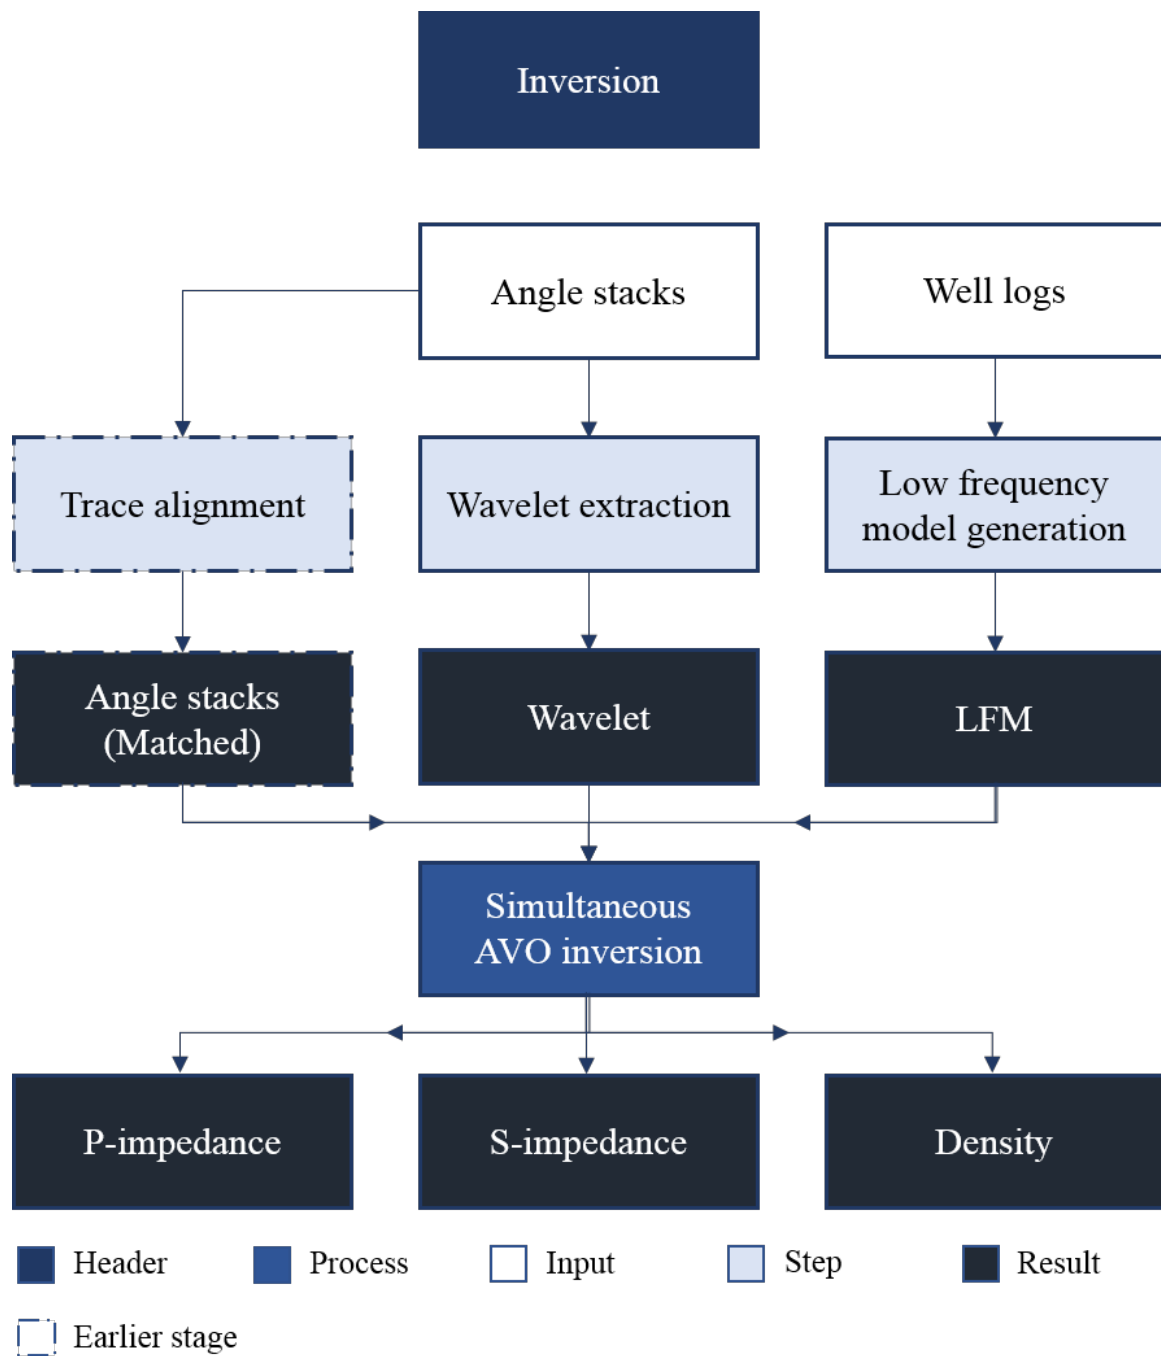 Inversion
Angle stacks
Well logs
Trace alignment
Wavelet extraction
Low frequency
model generation
Angle stacks
(Matched)
Wavelet
LFM
Simultaneous
AVO inversion
P-impedance
S-impedance
Density
Header
Process
Input
Step
Result
Earlier stage